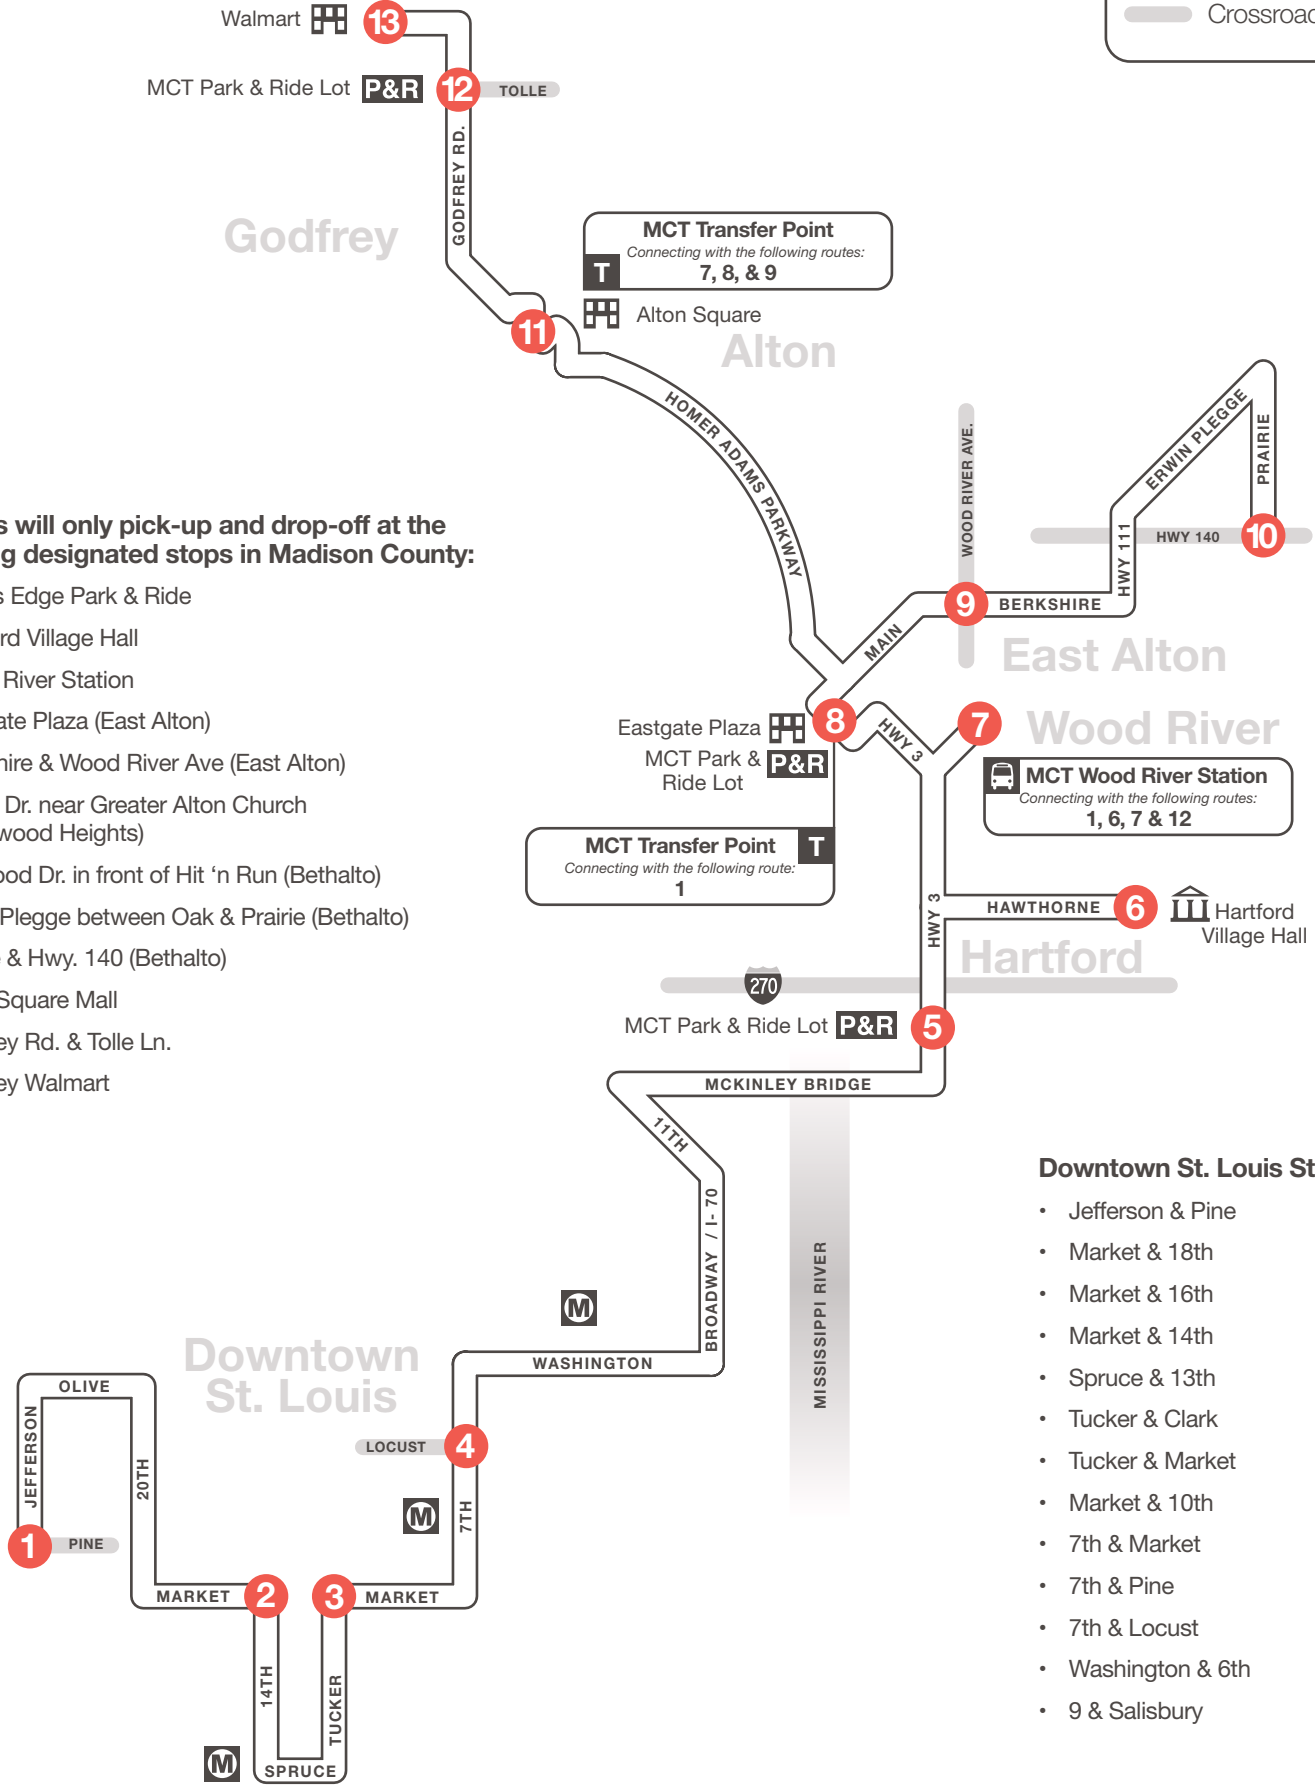 Walmart
13
Crossroad
MCT Park & Ride Lot P&R 12 TOLLE
GODFREY RD.
Godfrey
MCT Transfer Point
Connecting with the following routes:
T 7, 8, & 9
11
Alton Square
Alton
HOMER ADAMS PARKWAY
WOOD RIVER AVE.
ERWIN PLEGGE
PRAIRIE
HWY 111
HWY 140
10
9 BERKSHIRE
MAIN
East Alton
s will only pick-up and drop-off at the
g designated stops in Madison County:
s Edge Park & Ride
rd Village Hall
River Station
ate Plaza (East Alton)
hire & Wood River Ave (East Alton)
Dr. near Greater Alton Church
wood Heights)
ood Dr. in front of Hit ‘n Run (Bethalto)
Plegge between Oak & Prairie (Bethalto)
& Hwy. 140 (Bethalto)
Square Mall
ey Rd. & Tolle Ln.
ey Walmart
Eastgate Plaza
8
MCT Park &
Ride Lot
P&R
HWY 3
7
Wood River
MCT Wood River Station
Connecting with the following routes:
1, 6, 7 & 12
MCT Transfer Point T
Connecting with the following route:
1
HWY 3
HAWTHORNE 6
Hartford
Village Hall
Hartford
270
MCT Park & Ride Lot P&R 5
MCKINLEY BRIDGE
11TH
BROADWAY / I- 70
MISSISSIPPI RIVER
M
WASHINGTON
Downtown
St. Louis
OLIVE
JEFFERSON
20TH
LOCUST 4
M
7TH
1 PINE
MARKET 2
3 MARKET
14TH
TUCKER
M
SPRUCE
Downtown St. Louis St
• Jefferson & Pine
• Market & 18th
• Market & 16th
• Market & 14th
• Spruce & 13th
• Tucker & Clark
• Tucker & Market
• Market & 10th
• 7th & Market
• 7th & Pine
• 7th & Locust
• Washington & 6th
• 9 & Salisbury